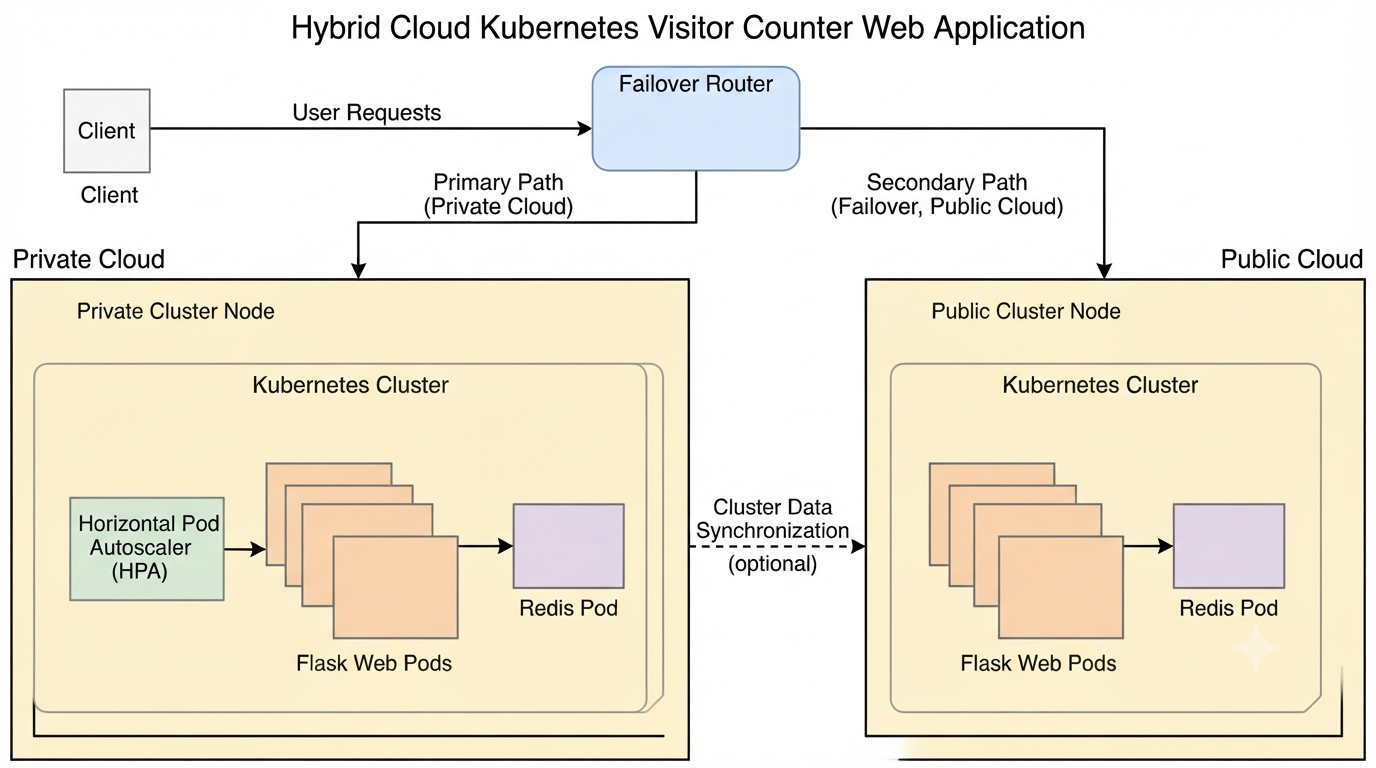 Hybrid Cloud Kubernetes Visitor Counter Web Application
Failover Router
Client
User Requests
Client
Primary Path
(Private Cloud)
Secondary Path
(Failover, Public Cloud)
Private Cloud
Public Cloud
Private Cluster Node
Public Cluster Node
Kubernetes Cluster
Kubernetes Cluster
Horizontal Pod
Autoscaler
(HPA)
Cluster Data
Synchronization
(optional)
Redis Pod
Redis Pod
Flask Web Pods
Flask Web Pods